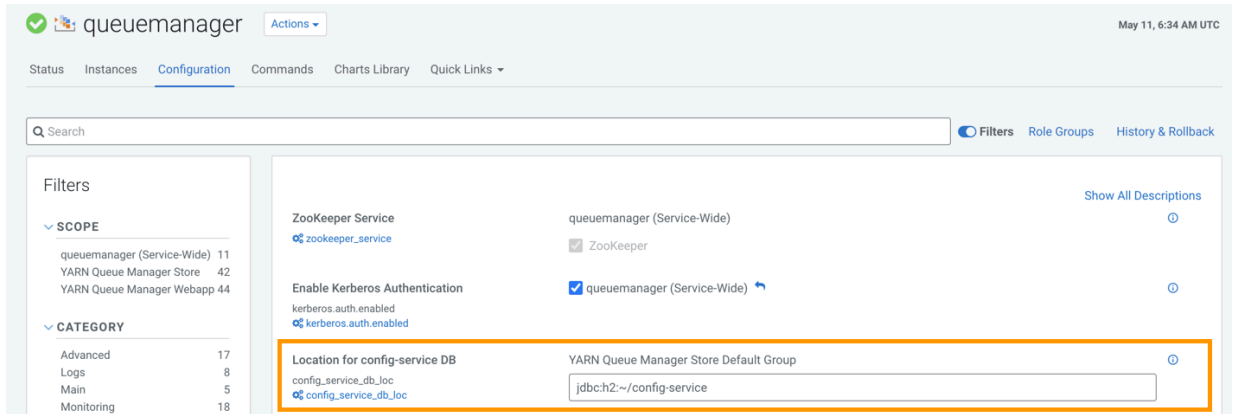 queuemanager Actions May 11, 6:34 AM UTC
Status Instances Configuration Commands Charts Library Quick Links
Search Filters Role Groups History & Rollback
Filters
Show All Descriptions
SCOPE
queuemanager (Service-Wide) 11
YARN Queue Manager Store 42
YARN Queue Manager Webapp 44
CATEGORY
Advanced 17
Logs 8
Main 5
Monitoring 18
ZooKeeper Service queuemanager (Service-Wide)
zookeeper_service ZooKeeper
Enable Kerberos Authentication queuemanager (Service-Wide)
kerberos.auth.enabled
kerberos.auth.enabled
Location for config-service DB YARN Queue Manager Store Default Group
config_service_db_loc jdbc:h2:~/config-service
config_service_db_loc